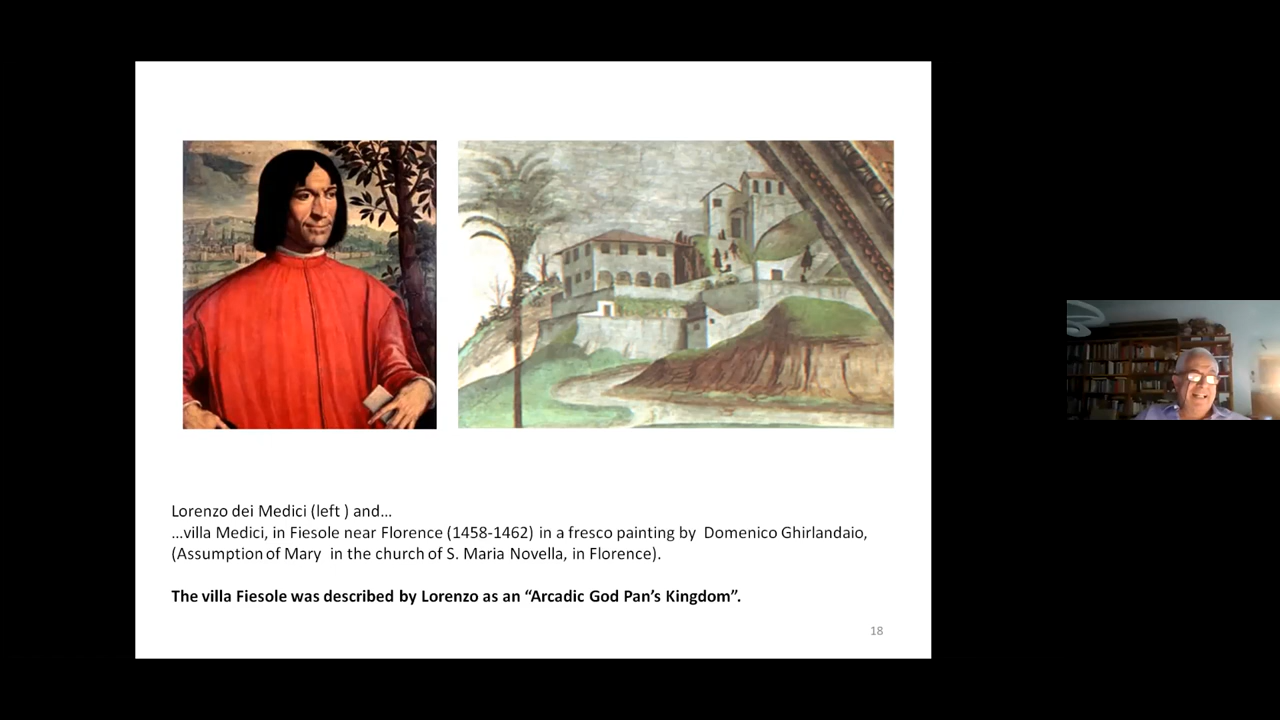 Lorenzo dei Medici (left ) and…
…villa Medici, in Fiesole near Florence (1458-1462) in a fresco painting by Domenico Ghirlandaio,
(Assumption of Mary in the church of S. Maria Novella, in Florence).
The villa Fiesole was described by Lorenzo as an “Arcadic God Pan’s Kingdom”.
18